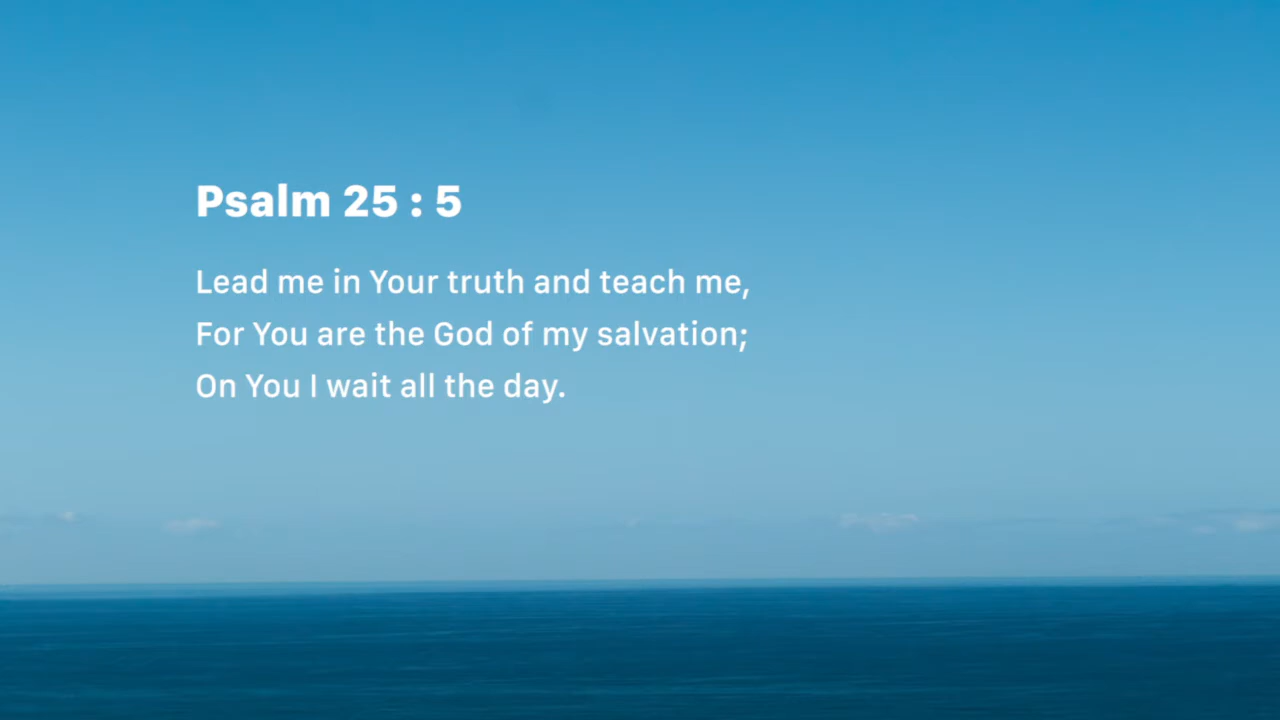 Psalm 25 : 5
Lead me in Your truth and teach me,
For You are the God of my salvation;
On You I wait all the day.